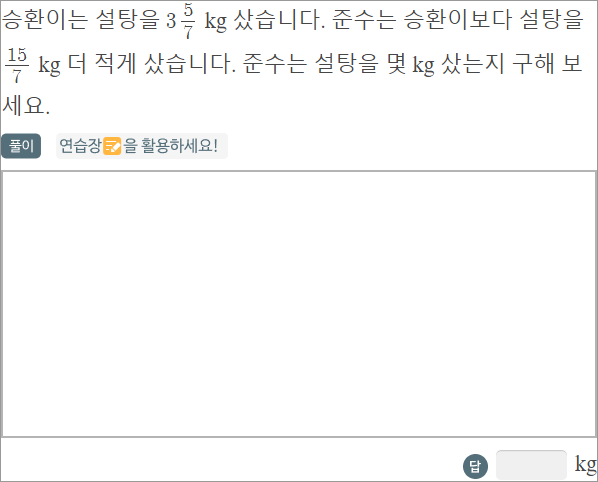 승환이는 설탕을 3 5/7 kg 샀습니다. 준수는 승환이보다 설탕을
15/7 kg 더 적게 샀습니다. 준수는 설탕을 몇 kg 샀는지 구해 보
세요.
풀이 연습장을 활용하세요!
답 kg